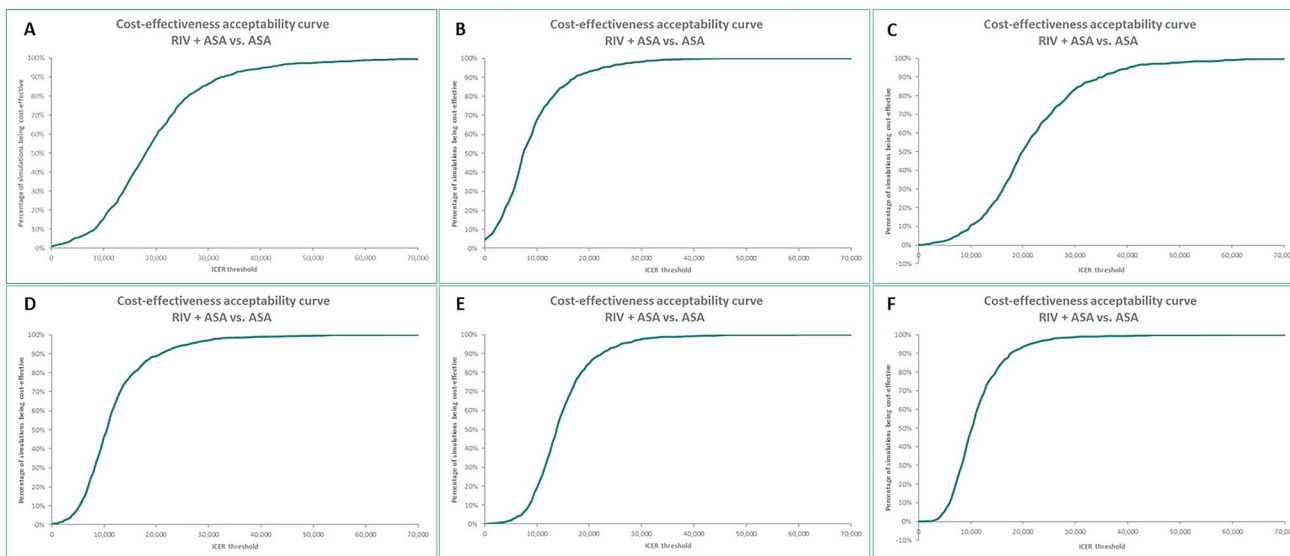 A
Cost-effectiveness acceptability curve
RIV + ASA vs. ASA
Percentage of simulations being cost-effective
100%
90%
80%
70%
60%
50%
40%
30%
20%
10%
0%
0 10,000 20,000 30,000 40,000 50,000 60,000 70,000
ICER threshold
B
Cost-effectiveness acceptability curve
RIV + ASA vs. ASA
Percentage of simulations being cost-effective
100%
90%
80%
70%
60%
50%
40%
30%
20%
10%
0%
0 10,000 20,000 30,000 40,000 50,000 60,000 70,000
ICER threshold
C
Cost-effectiveness acceptability curve
RIV + ASA vs. ASA
Percentage of simulations being cost-effective
100%
90%
80%
70%
60%
50%
40%
30%
20%
10%
0%
-10%
0 10,000 20,000 30,000 40,000 50,000 60,000 70,000
ICER threshold
D
Cost-effectiveness acceptability curve
RIV + ASA vs. ASA
Percentage of simulations being cost-effective
100%
90%
80%
70%
60%
50%
40%
30%
20%
10%
0%
0 10,000 20,000 30,000 40,000 50,000 60,000 70,000
ICER threshold
E
Cost-effectiveness acceptability curve
RIV + ASA vs. ASA
Percentage of simulations being cost-effective
100%
90%
80%
70%
60%
50%
40%
30%
20%
10%
0%
0 10,000 20,000 30,000 40,000 50,000 60,000 70,000
ICER threshold
F
Cost-effectiveness acceptability curve
RIV + ASA vs. ASA
Percentage of simulations being cost-effective
100%
90%
80%
70%
60%
50%
40%
30%
20%
10%
0%
-10%
0 10,000 20,000 30,000 40,000 50,000 60,000 70,000
ICER threshold